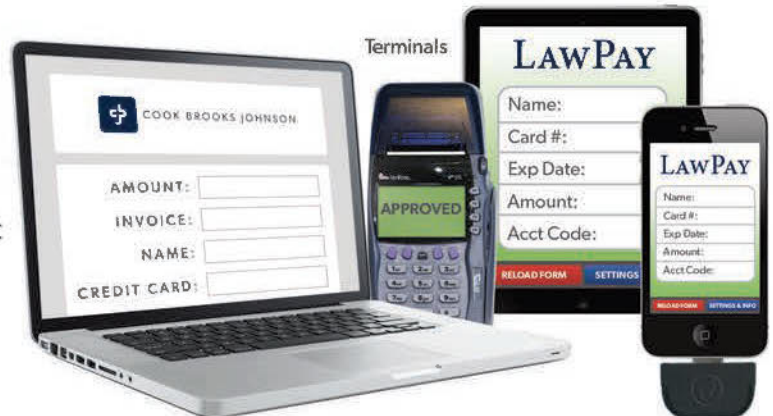 Terminals
COOK BROOKS JOHNSON
AMOUNT:
INVOICE:
NAME:
CREDIT CARD:
APPROVED
LAWPAY
Name:
Card #:
Exp Date:
Amount:
Acct Code:
RELOAD FORM
SETTINGS
LAWPAY
Name:
Card #:
Exp Date:
Amount:
Acct Code:
RELOAD FORM
SETTINGS & INFO